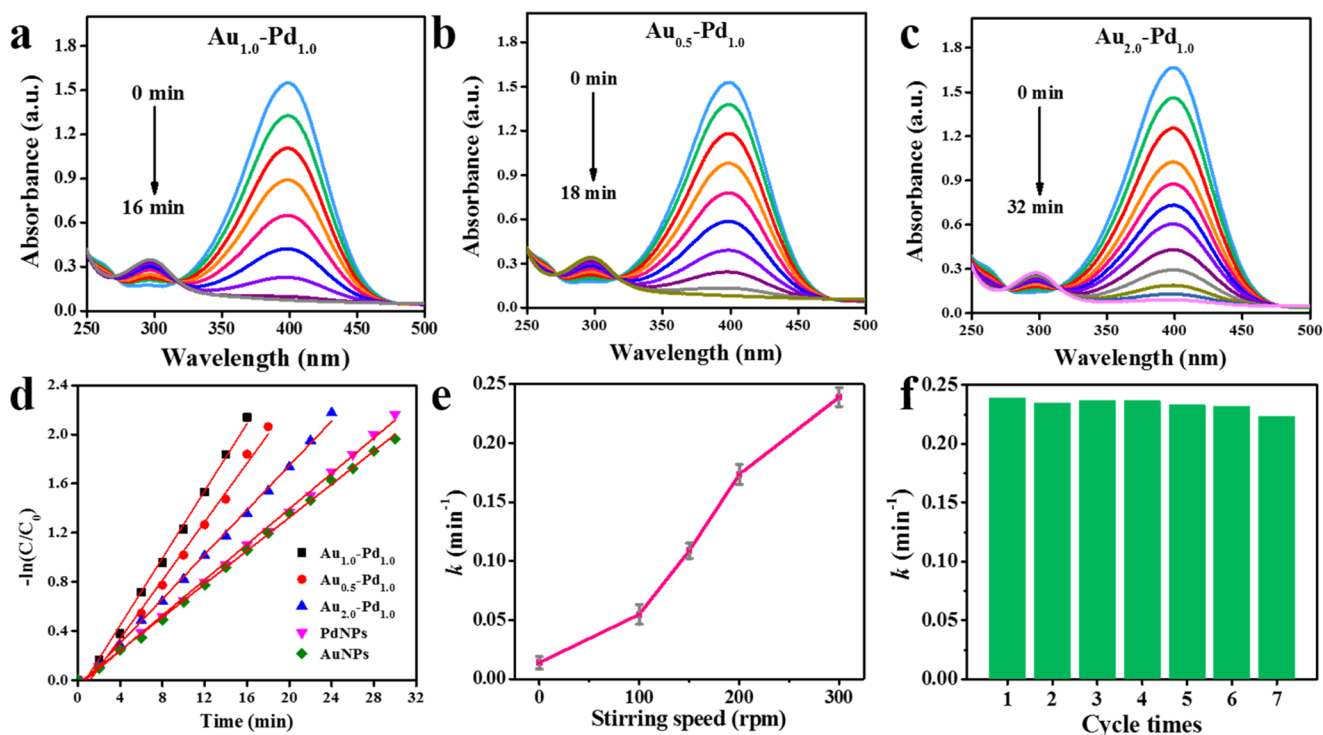 a
Au1.0-Pd1.0
0 min
16 min
1.8
1.5
1.2
0.9
0.6
0.3
0.0
250
300
350
400
450
500
Absorbance (a.u.)
Wavelength (nm)
b
Au0.5-Pd1.0
0 min
18 min
1.8
1.5
1.2
0.9
0.6
0.3
0.0
250
300
350
400
450
500
Absorbance (a.u.)
Wavelength (nm)
c
Au2.0-Pd1.0
0 min
32 min
1.8
1.5
1.2
0.9
0.6
0.3
0.0
250
300
350
400
450
500
Absorbance (a.u.)
Wavelength (nm)
d
2.4
2.0
1.6
1.2
0.8
0.4
0.0
0
4
8
12
16
20
24
28
32
-ln(C/C0)
Time (min)
Au1.0-Pd1.0
Au0.5-Pd1.0
Au2.0-Pd1.0
PdNPs
AuNPs
e
0.25
0.20
0.15
0.10
0.05
0.00
0
100
200
300
k (min-1)
Stirring speed (rpm)
f
0.25
0.20
0.15
0.10
0.05
0.00
1
2
3
4
5
6
7
k (min-1)
Cycle times